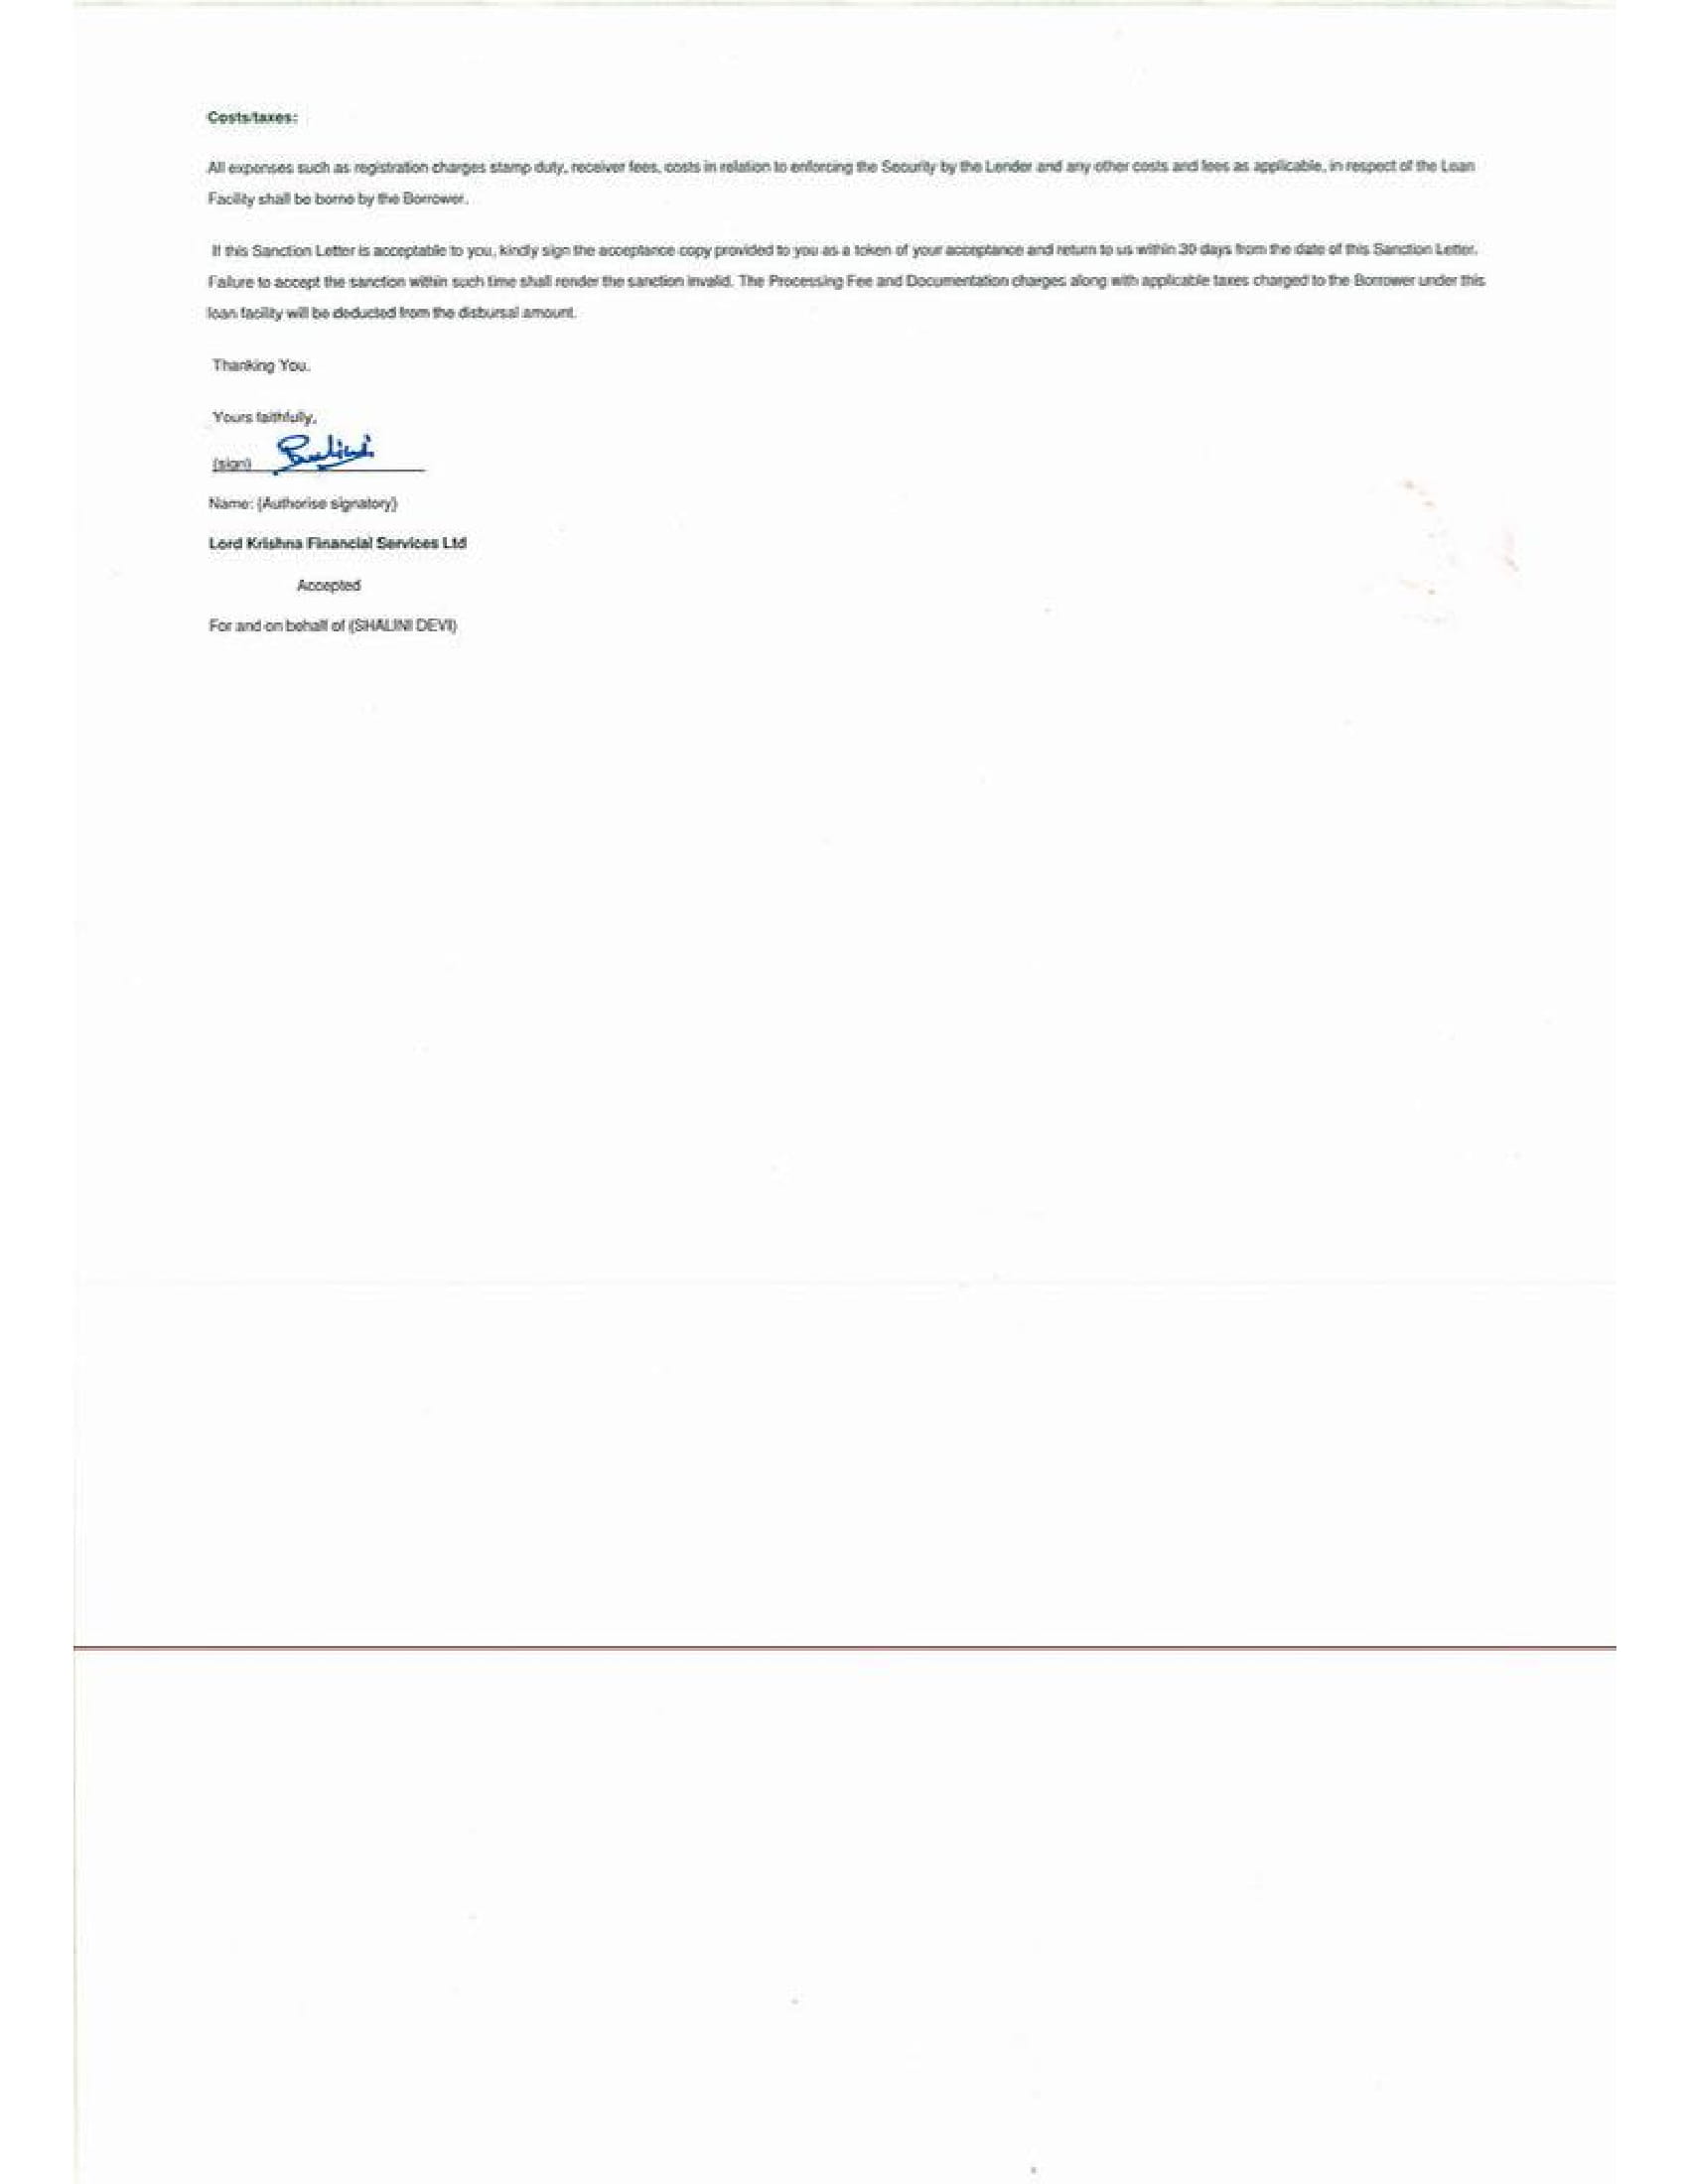 Costs/taxes:
All expenses such as registration charges stamp duty, receiver fees, costs in relation to enforcing the Security by the Lender and any other costs and fees as applicable, in respect of the Loan
Facility shall be borne by the Borrower.
If this Sanction Letter is acceptable to you, kindly sign the acceptance copy provided to you as a token of your acceptance and return to us within 30 days from the date of this Sanction Letter.
Failure to accept the sanction within such time shall render the sanction invalid. The Processing Fee and Documentation charges along with applicable taxes charged to the Borrower under this
loan facility will be deducted from the disbursal amount.
Thanking You.
Yours faithfully,
(sign)
Name: (Authorise signatory)
Lord Krishna Financial Services Ltd
Accepted
For and on behalf of (SHALINI DEVI)